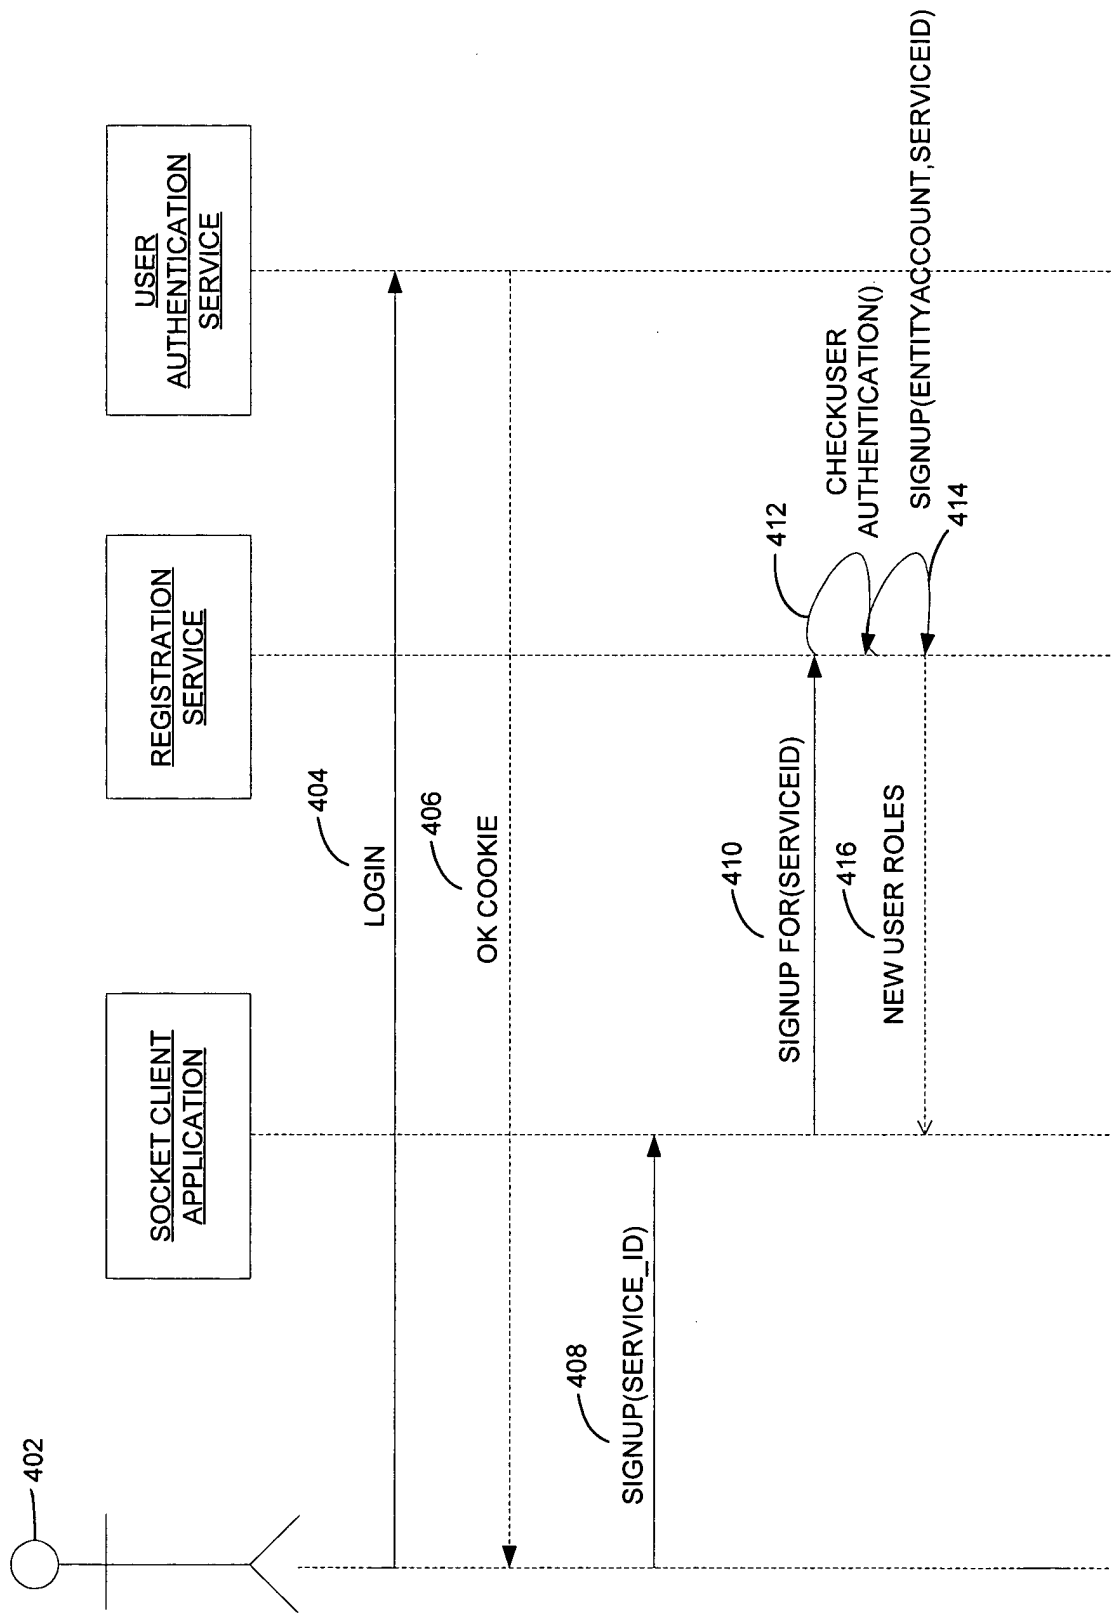 402
SOCKET CLIENT
APPLICATION
REGISTRATION
SERVICE
USER
AUTHENTICATION
SERVICE
404
LOGIN
406
OK COOKIE
408
SIGNUP(SERVICE_ID)
410
SIGNUP FOR(SERVICEID)
412
CHECKUSER
AUTHENTICATION()
SIGNUP(ENTITYACCOUNT,SERVICEID)
414
416
NEW USER ROLES